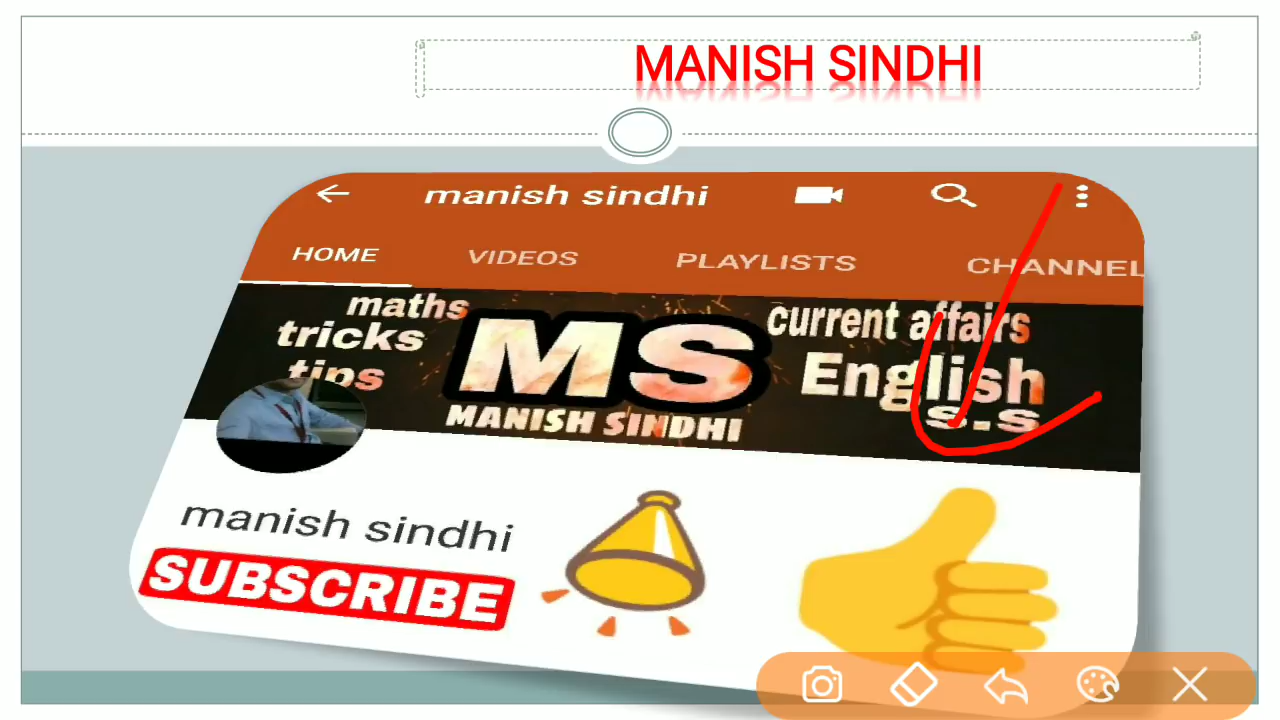 MANISH SINDHI
manish sindhi
HOME VIDEOS PLAYLISTS CHANNEL
maths
tricks
tips
MS
MANISH SINDHI
current affairs
English
s.s
manish sindhi
SUBSCRIBE